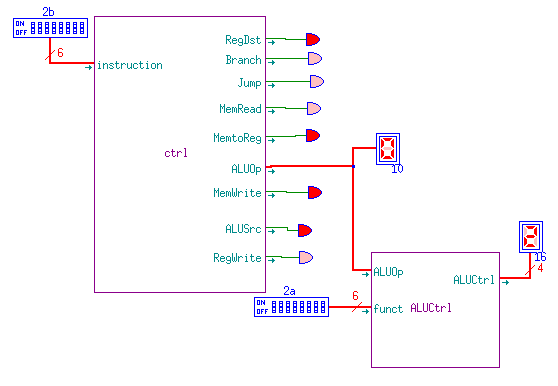 2b
ON
OFF
6
instruction
ctrl
RegDst
Branch
Jump
MemRead
MemtoReg
ALUOp
MemWrite
ALUSrc
RegWrite
0
10
2
16
4
2a
ON
OFF
6
ALUOp
ALUCtrl
funct
ALUCtrl